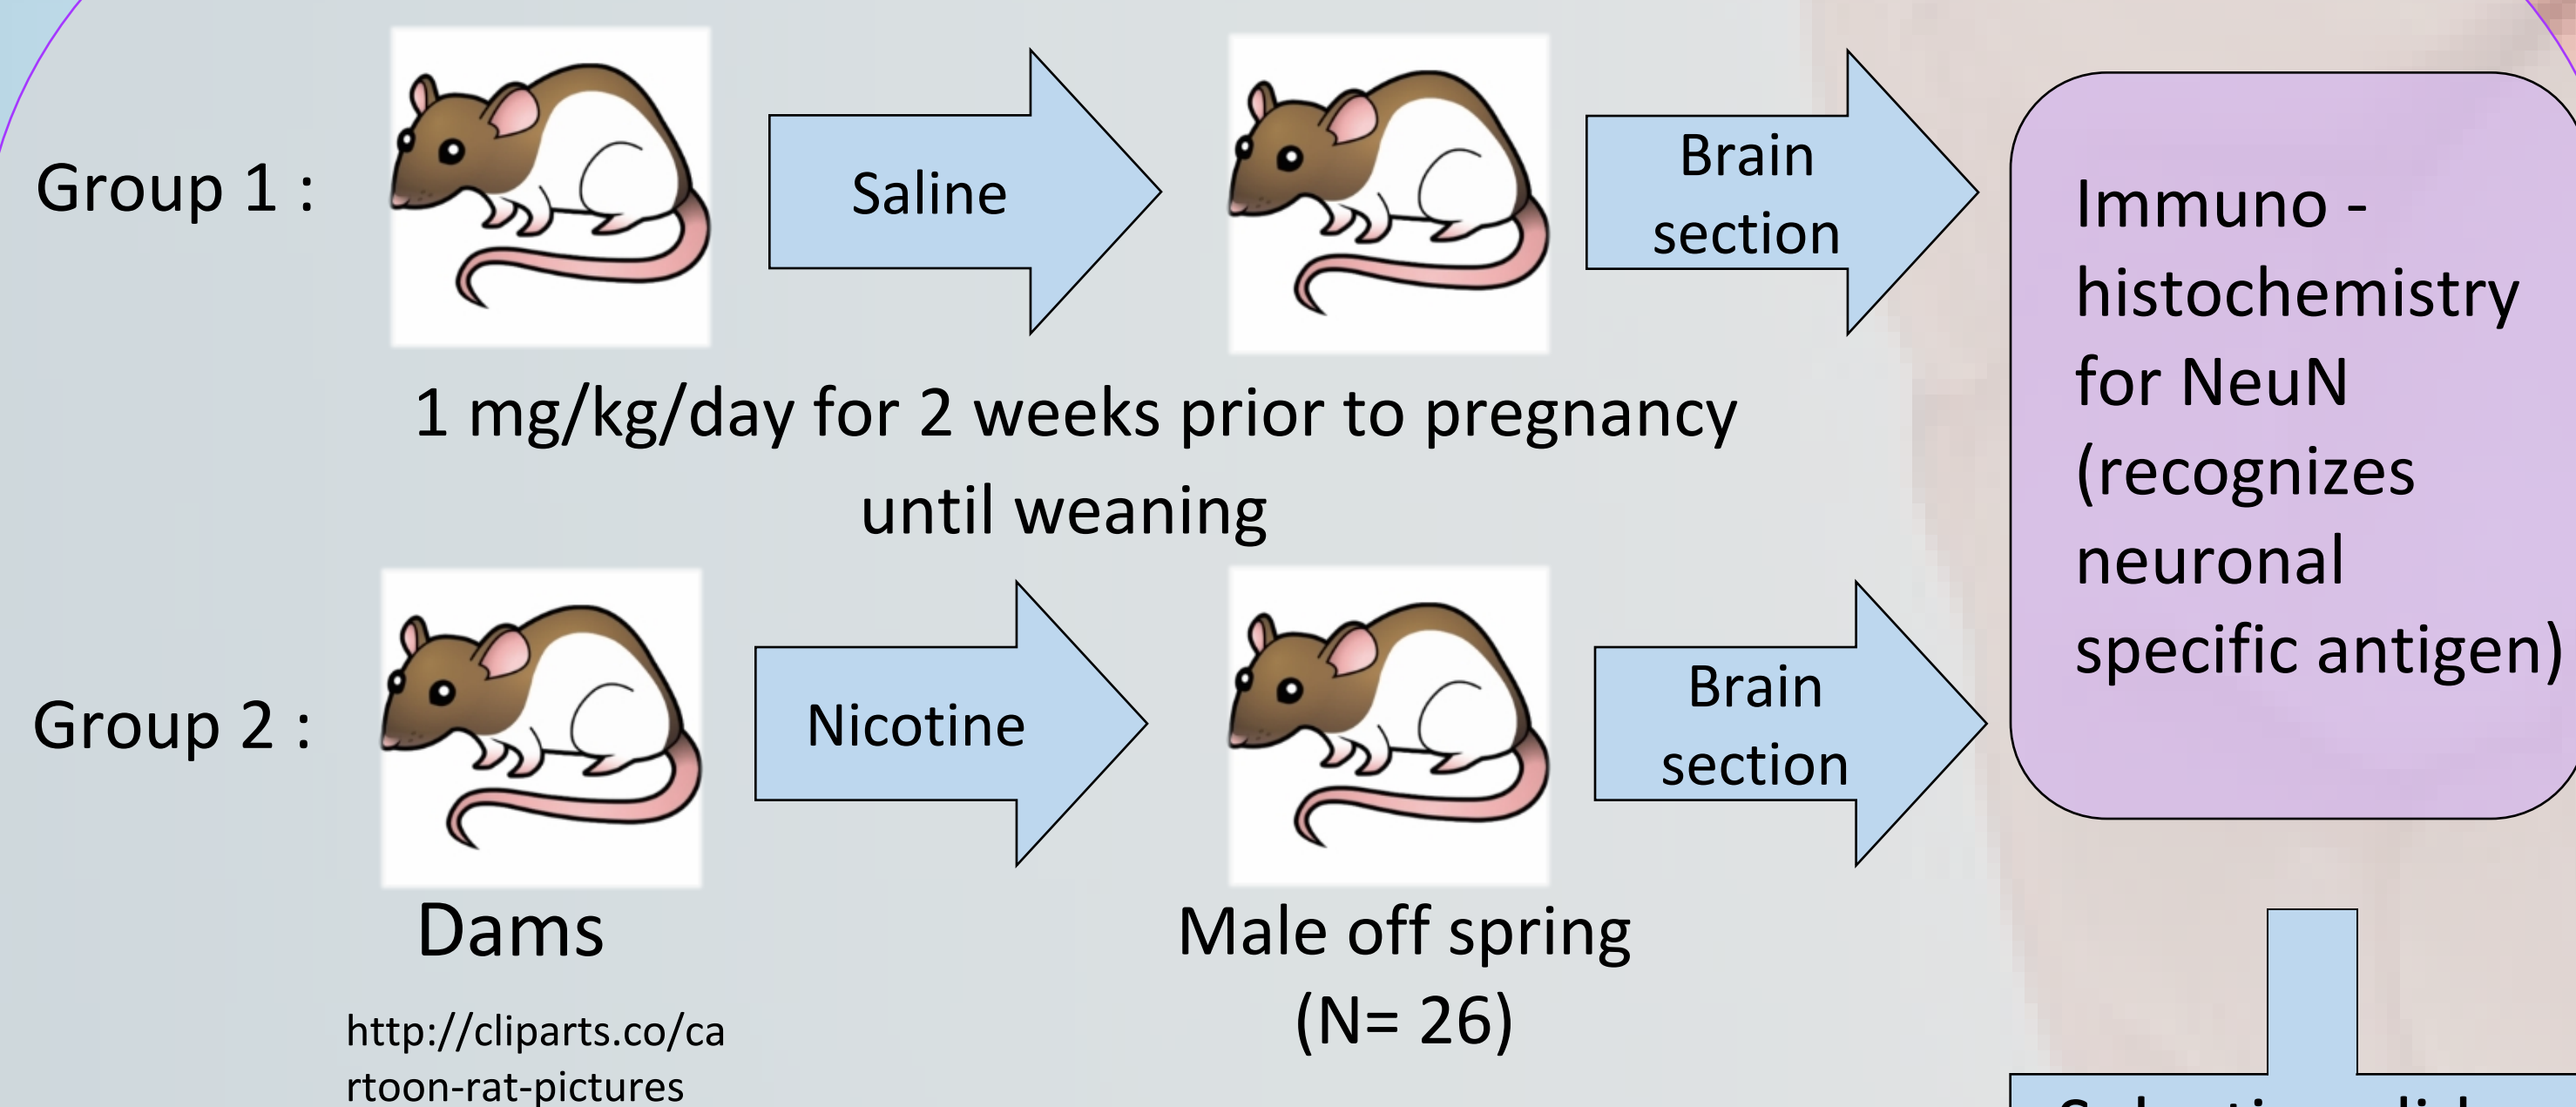 Group 1 :
Saline
Brain
section
1 mg/kg/day for 2 weeks prior to pregnancy
until weaning
Group 2 :
Nicotine
Brain
section
Dams
Male off spring
(N= 26)
http://cliparts.co/ca
rtoon-rat-pictures
Immuno -
histochemistry
for NeuN
(recognizes
neuronal
specific antigen)